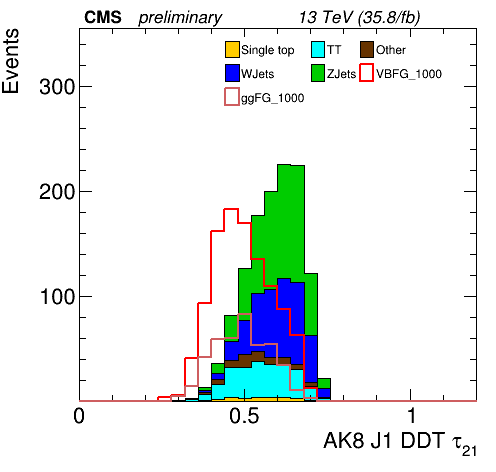 CMS preliminary 13 TeV (35.8/fb)
Events
Single top TT Other
WJets ZJets VBFG_1000
ggFG_1000
300
200
100
0 0.5 1
AK8 J1 DDT τ21